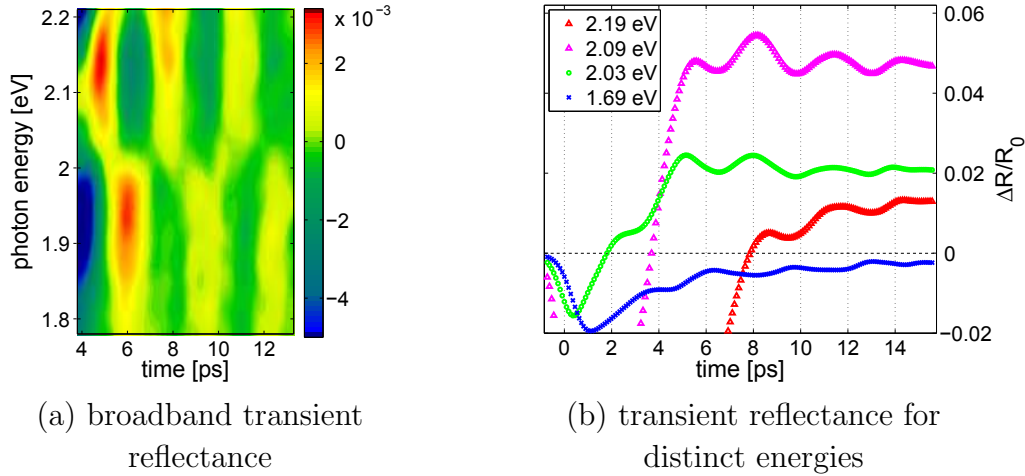 x 10⁻³
2.2
2.1
2
1.9
1.8
photon energy [eV]
2
0
−2
−4
4
6
8
10
12
time [ps]
(a) broadband transient
reflectance
2.19 eV
2.09 eV
2.03 eV
1.69 eV
0.06
0.04
0.02
0
−0.02
ΔR/R₀
0
2
4
6
8
10
12
14
time [ps]
(b) transient reflectance for
distinct energies